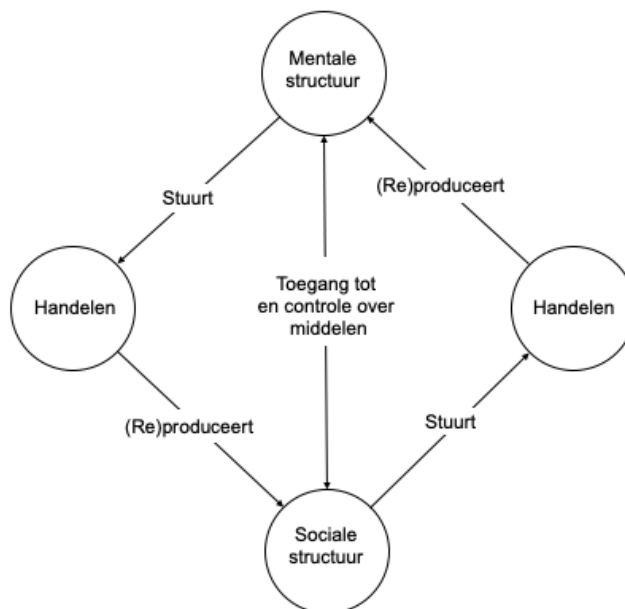 Mentale
structuur
(Re)produceert
Stuurt
Toegang tot
en controle over
middelen
Handelen
Handelen
(Re)produceert
Stuurt
Sociale
structuur